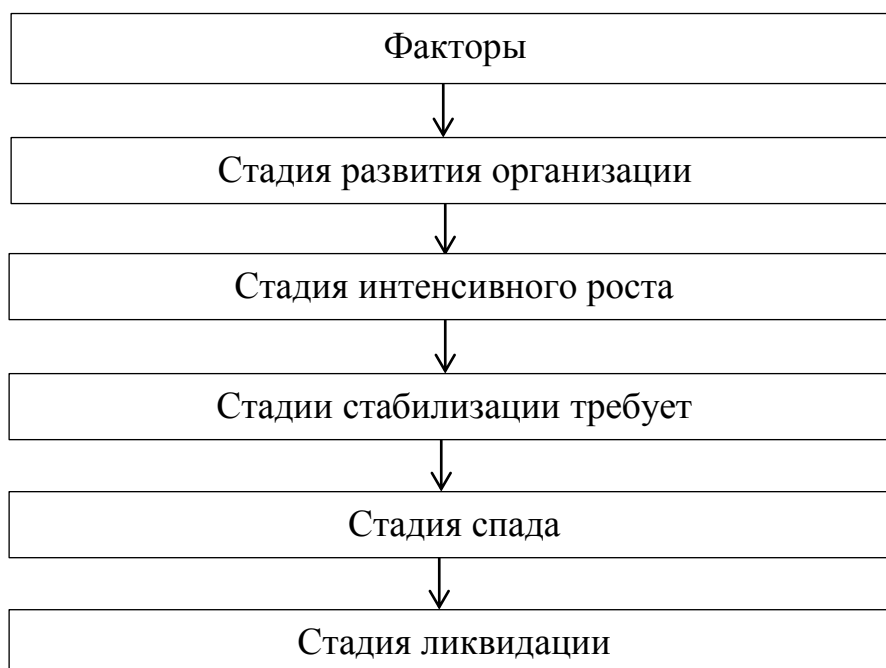 Факторы
Стадия развития организации
Стадия интенсивного роста
Стадии стабилизации требует
Стадия спада
Стадия ликвидации